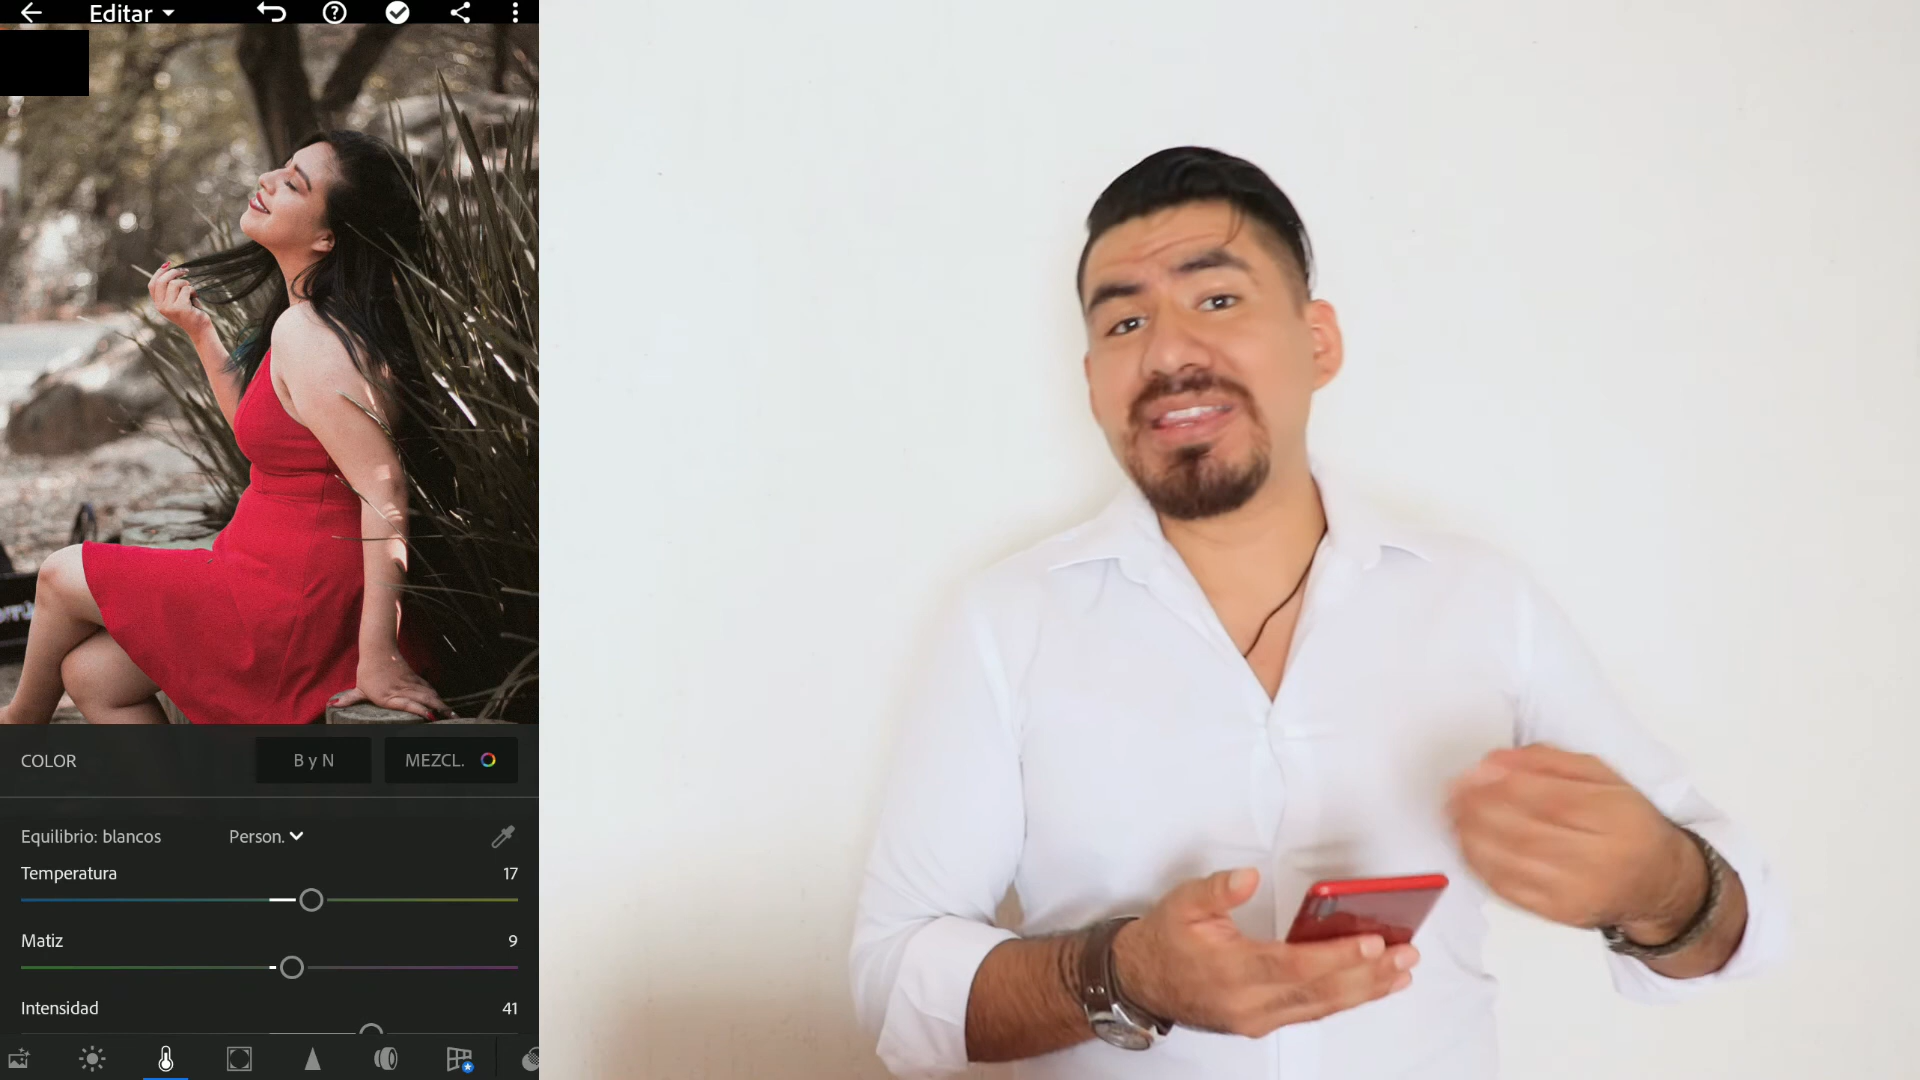 Editar
COLOR
B y N
MEZCL.
Equilibrio: blancos
Person.
Temperatura
17
Matiz
9
Intensidad
41